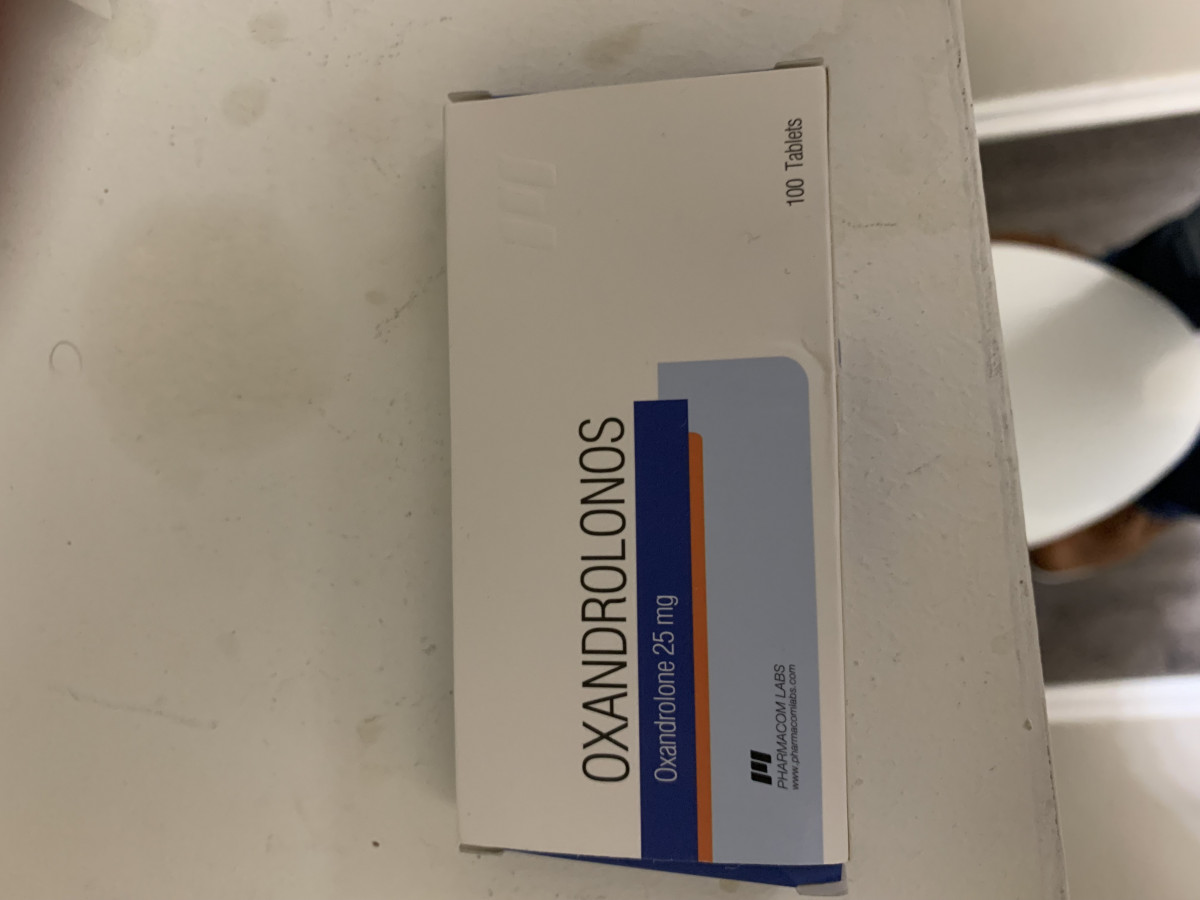 100 Tablets
OXANDROLONOS
Oxandrolone 25 mg
PHARMACOM LABS
www.pharmacomlabs.com